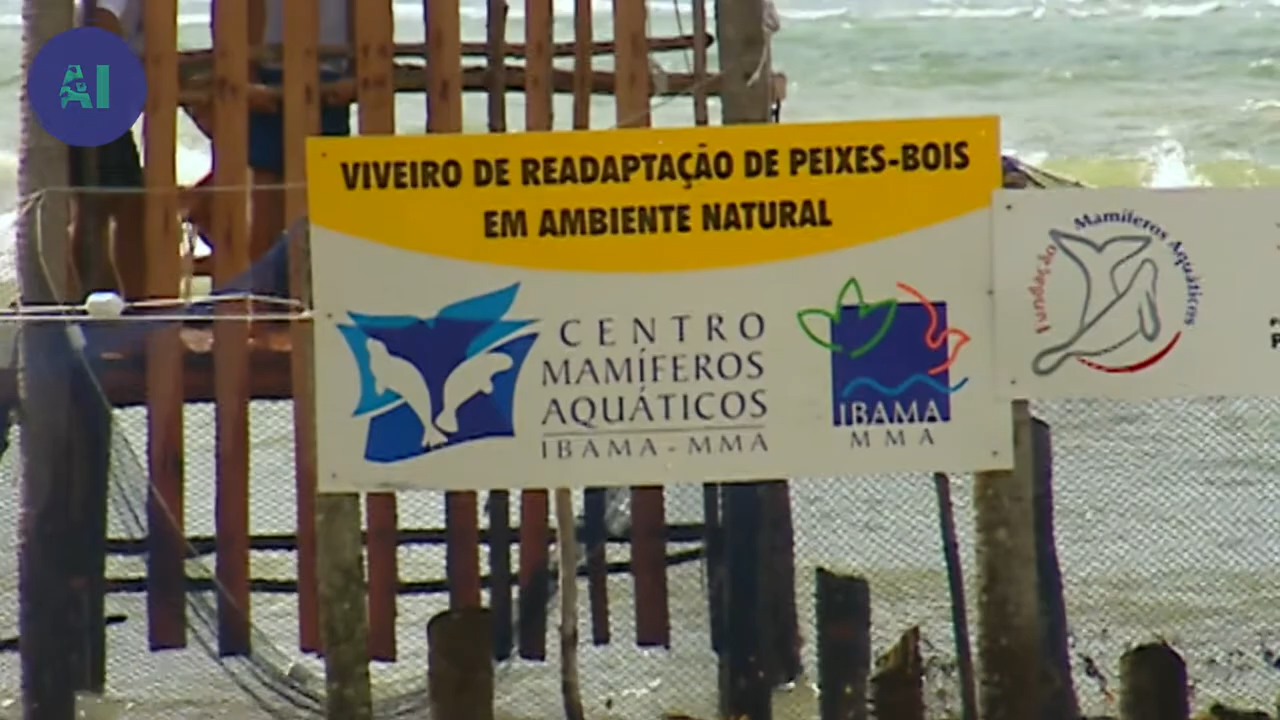 AI
VIVEIRO DE READAPTAÇÃO DE PEIXES-BOIS
EM AMBIENTE NATURAL
CENTRO
MAMÍFEROS
AQUÁTICOS
IBAMA-MMA
IBAMA
MMA
Fundação Mamíferos Aquáticos